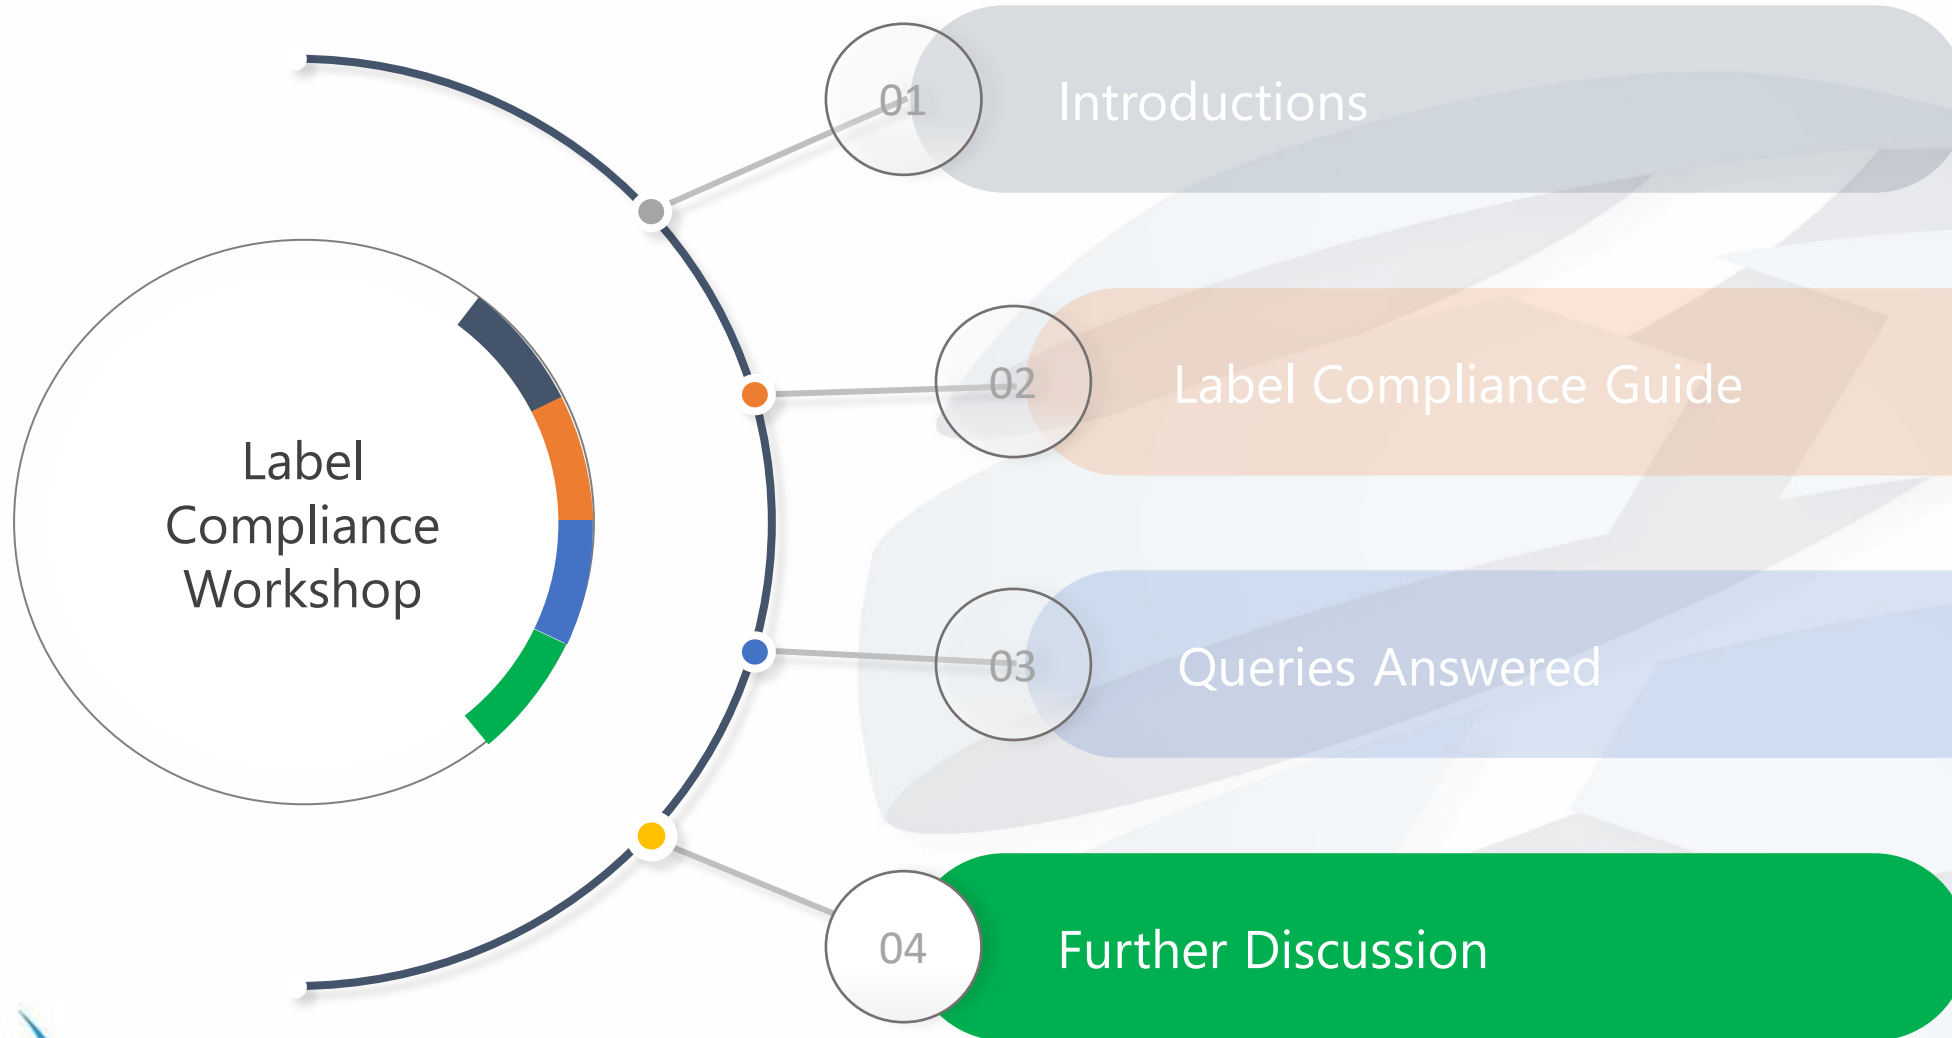 Label
Compliance
Workshop
01
Introductions
02
Label Compliance Guide
03
Queries Answered
04
Further Discussion